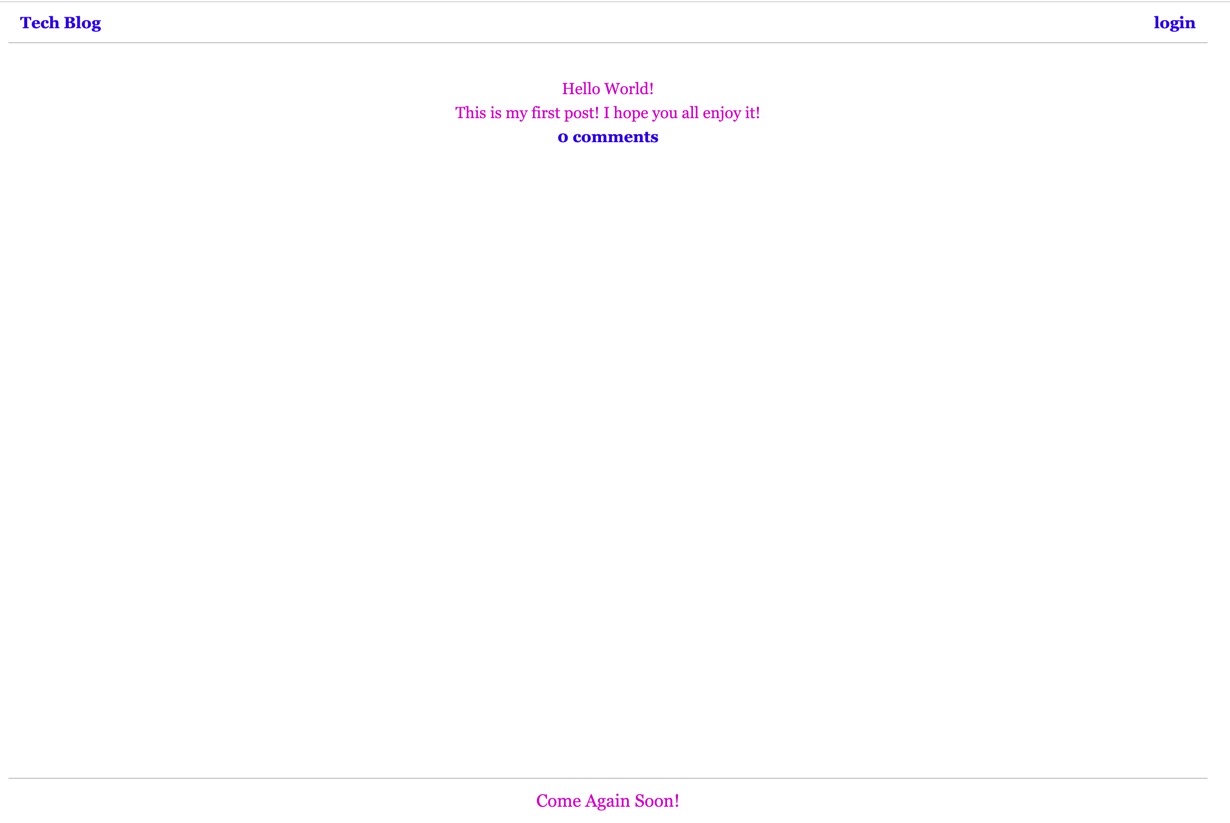 Tech Blog login
Hello World!
This is my first post! I hope you all enjoy it!
0 comments
Come Again Soon!